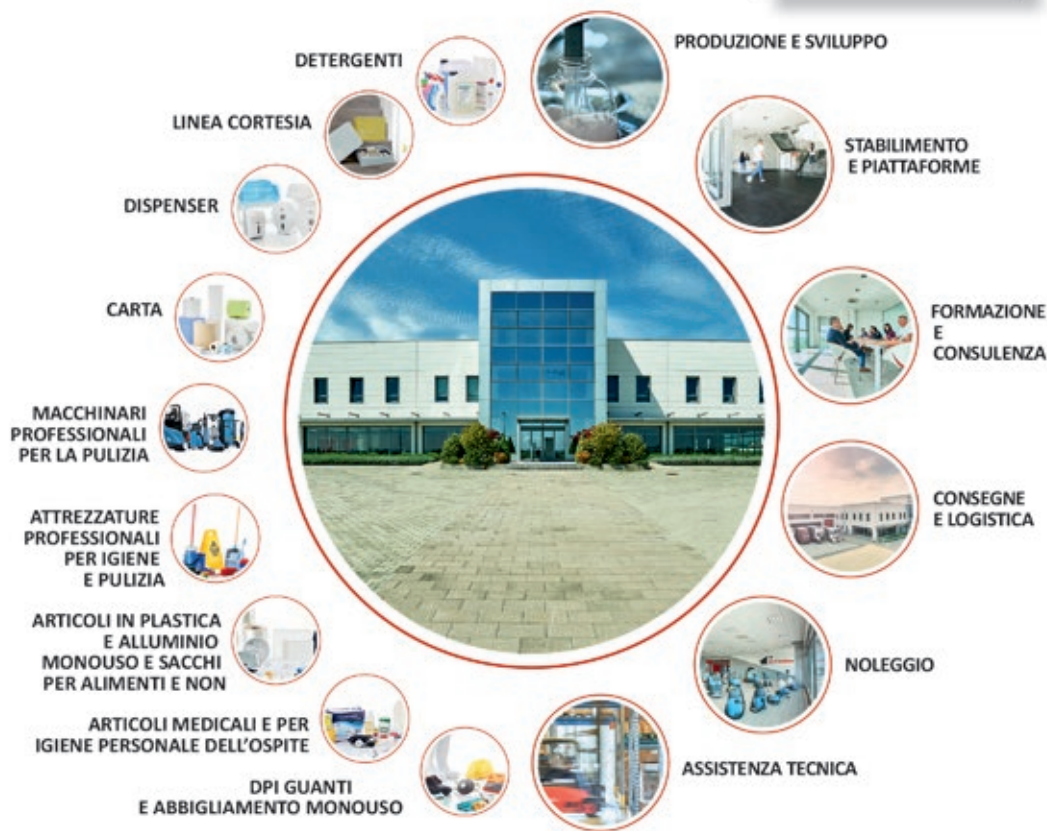 DETERGENTI
LINEA CORTESIA
DISPENSER
CARTA
MACCHINARI
PROFESSIONALI
PER LA PULIZIA
ATTREZZATURE
PROFESSIONALI
PER IGIENE
E PULIZIA
ARTICOLI IN PLASTICA
E ALLUMINIO
MONOUSO E SACCHI
PER ALIMENTI E NON
ARTICOLI MEDICALI E PER
IGIENE PERSONALE DELL'OSPITE
DPI GUANTI
E ABBIGLIAMENTO MONOUSO
PRODUZIONE E SVILUPPO
STABILIMENTO
E PIATTAFORME
FORMAZIONE
E
CONSULENZA
CONSEGNE
E LOGISTICA
NOLEGGIO
ASSISTENZA TECNICA